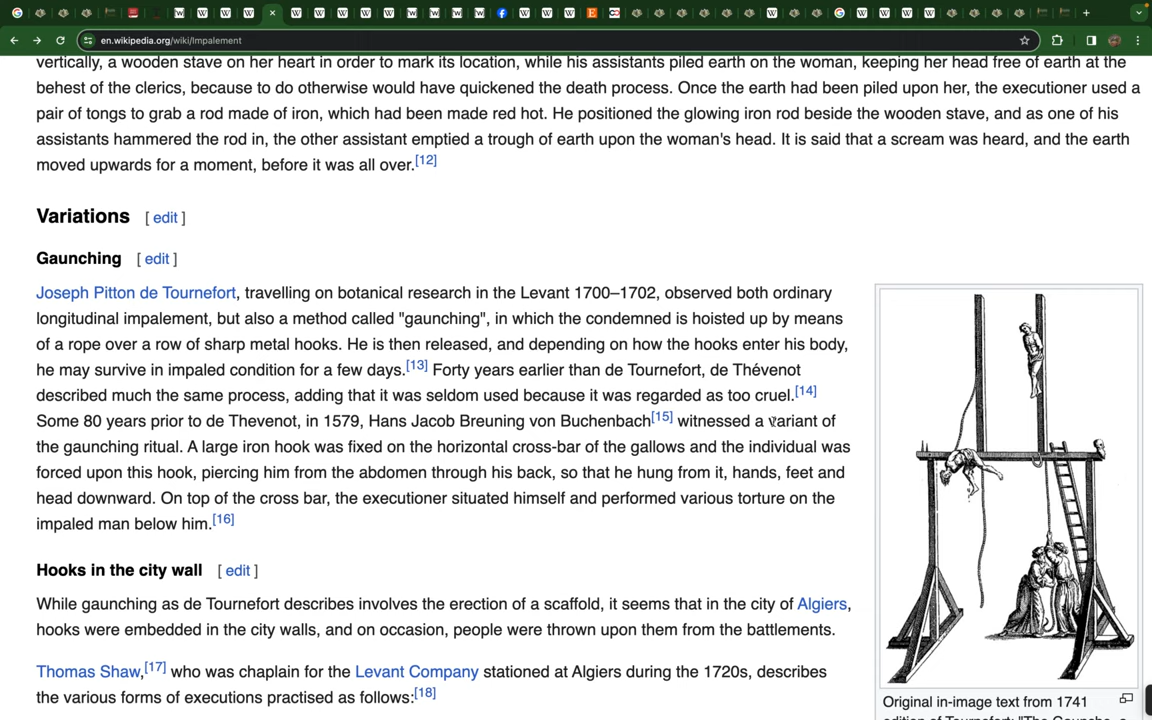 en.wikipedia.org/wiki/Impalement
vertically, a wooden stave on her heart in order to mark its location, while his assistants piled earth on the woman, keeping her head free of earth at the
behest of the clerics, because to do otherwise would have quickened the death process. Once the earth had been piled upon her, the executioner used a
pair of tongs to grab a rod made of iron, which had been made red hot. He positioned the glowing iron rod beside the wooden stave, and as one of his
assistants hammered the rod in, the other assistant emptied a trough of earth upon the woman's head. It is said that a scream was heard, and the earth
moved upwards for a moment, before it was all over.[12]
Variations [ edit ]
Gaunching [ edit ]
Joseph Pitton de Tournefort, travelling on botanical research in the Levant 1700–1702, observed both ordinary
longitudinal impalement, but also a method called "gaunching", in which the condemned is hoisted up by means
of a rope over a row of sharp metal hooks. He is then released, and depending on how the hooks enter his body,
he may survive in impaled condition for a few days.[13] Forty years earlier than de Tournefort, de Thévenot
described much the same process, adding that it was seldom used because it was regarded as too cruel.[14]
Some 80 years prior to de Thevenot, in 1579, Hans Jacob Breuning von Buchenbach[15] witnessed a variant of
the gaunching ritual. A large iron hook was fixed on the horizontal cross-bar of the gallows and the individual was
forced upon this hook, piercing him from the abdomen through his back, so that he hung from it, hands, feet and
head downward. On top of the cross bar, the executioner situated himself and performed various torture on the
impaled man below him.[16]
Hooks in the city wall [ edit ]
While gaunching as de Tournefort describes involves the erection of a scaffold, it seems that in the city of Algiers,
hooks were embedded in the city walls, and on occasion, people were thrown upon them from the battlements.
Thomas Shaw,[17] who was chaplain for the Levant Company stationed at Algiers during the 1720s, describes
the various forms of executions practised as follows:[18]
Original in-image text from 1741
edition of Tournefort: "The Gaunche, a